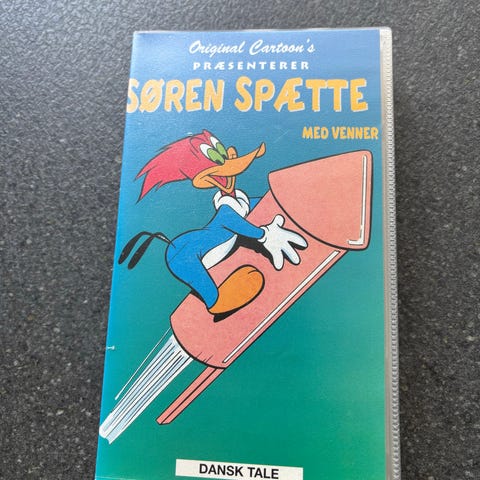 Original Cartoon's
PRÆSENTERER
SØREN SPÆTTE
MED VENNER
DANSK TALE